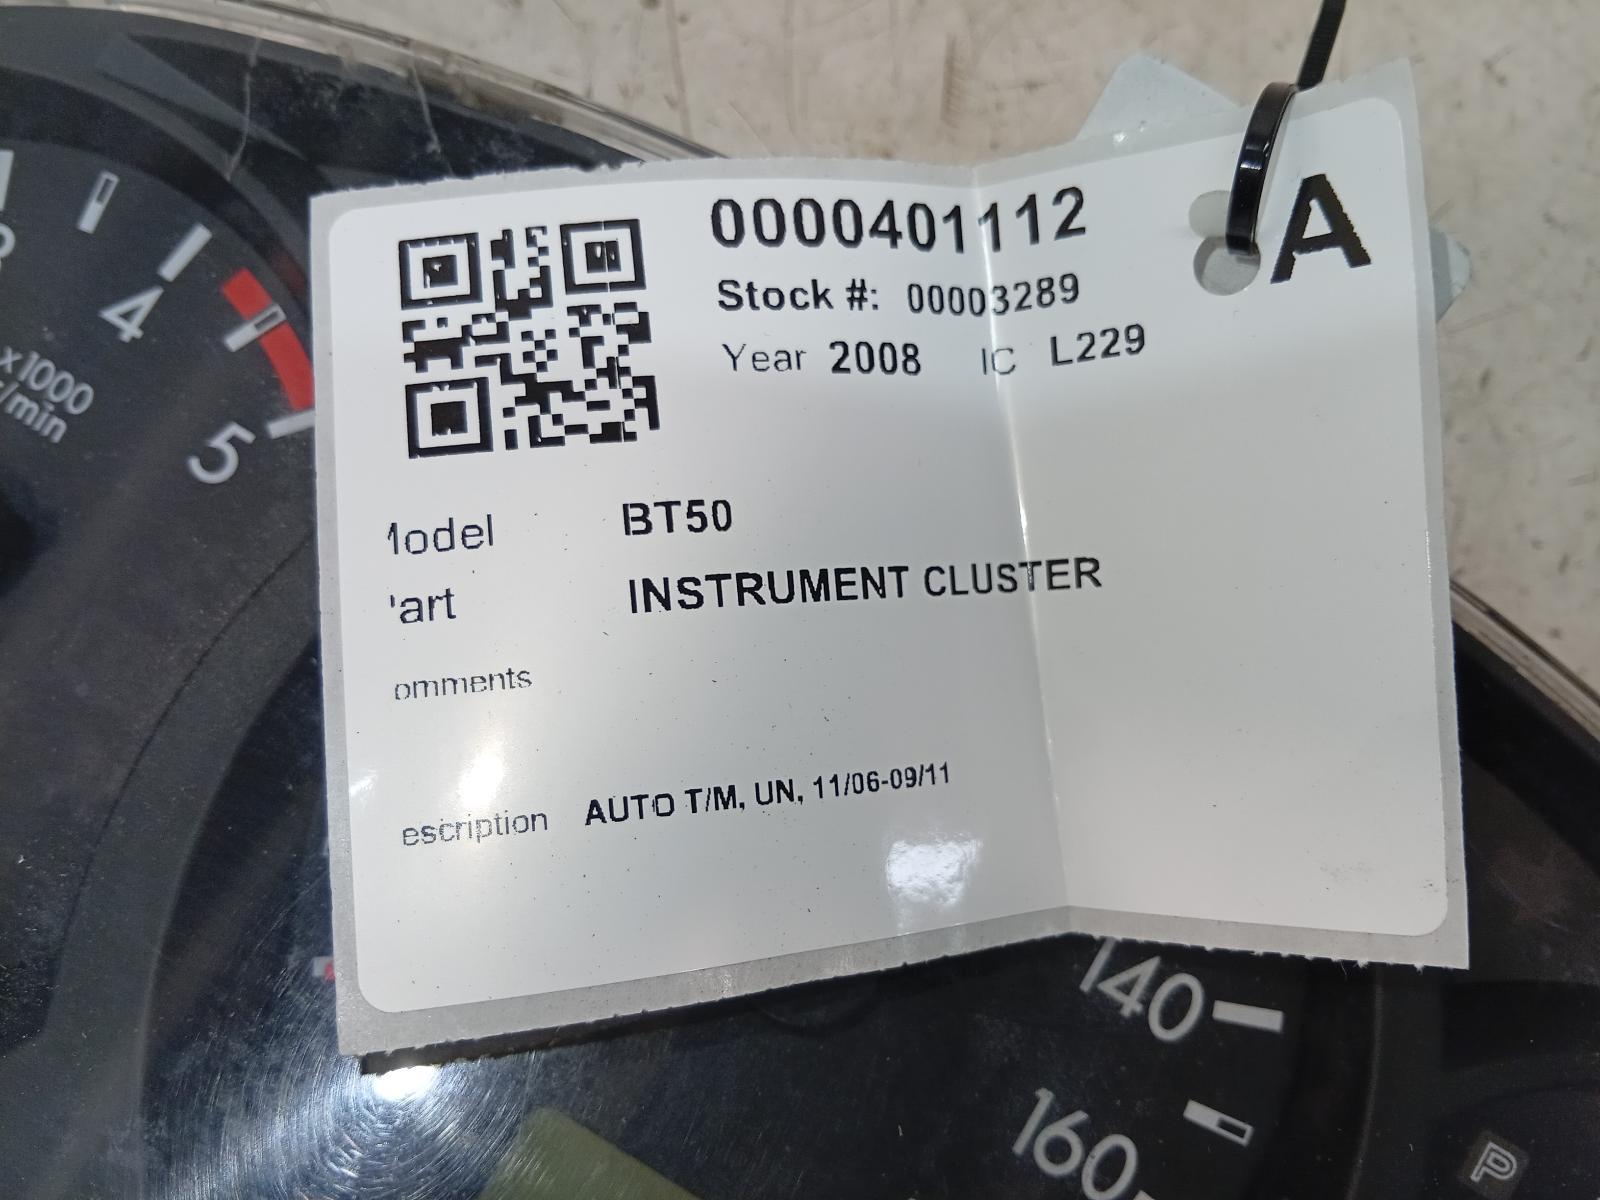 0000401112
A
Stock #: 00003289
Year 2008 IC L229
Model BT50
Part INSTRUMENT CLUSTER
omments
escription AUTO T/M, UN, 11/06-09/11
4
5
x1000
r/min
140
160
P